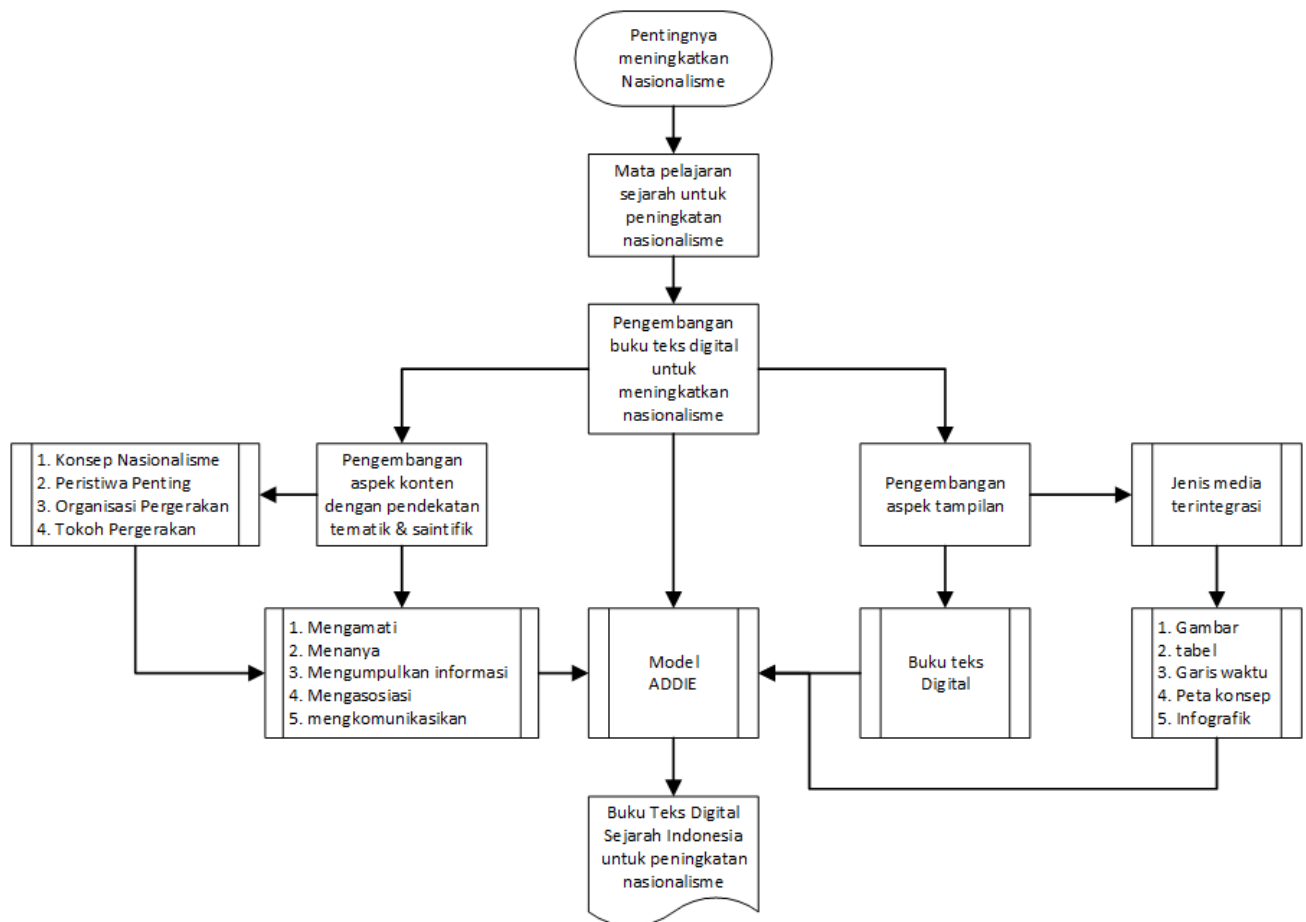 Pentingnya
meningkatkan
Nasionalisme
Mata pelajaran
sejarah untuk
peningkatan
nasionalisme
Pengembangan
buku teks digital
untuk
meningkatkan
nasionalisme
1. Konsep Nasionalisme
2. Peristiwa Penting
3. Organisasi Pergerakan
4. Tokoh Pergerakan
Pengembangan
aspek konten
dengan pendekatan
tematik & saintifik
Pengembangan
aspek tampilan
Jenis media
terintegrasi
1. Mengamati
2. Menanya
3. Mengumpulkan informasi
4. Mengasosiasi
5. mengkomunikasikan
Model
ADDIE
Buku teks
Digital
1. Gambar
2. tabel
3. Garis waktu
4. Peta konsep
5. Infografik
Buku Teks Digital
Sejarah Indonesia
untuk peningkatan
nasionalisme